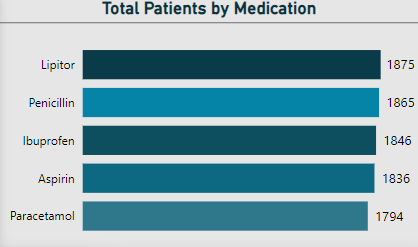 Total Patients by Medication
Lipitor 1875
Penicillin 1865
Ibuprofen 1846
Aspirin 1836
Paracetamol 1794